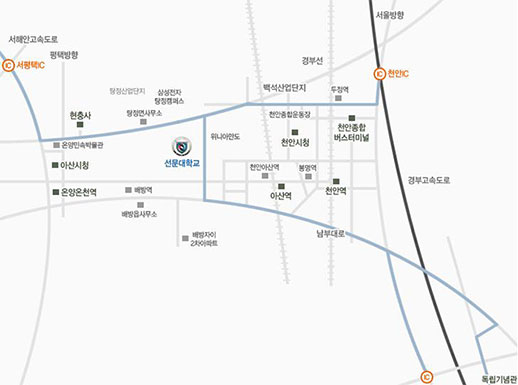 서울방향
서해안고속도로
평택방향
경부선
IC 서평택IC
IC 천안IC
탕정산업단지
삼성전자
탕정캠퍼스
백석산업단지
두정역
현충사
탕정면사무소
천안종합운동장
천안종합
버스터미널
위니아만도
천안시청
온양민속박물관
선문대학교
아산시청
천안아산역
봉명역
경부고속도로
온양온천역
배방역
아산역
천안역
배방읍사무소
남부대로
배방자이
2차아파트
IC
독립기념관